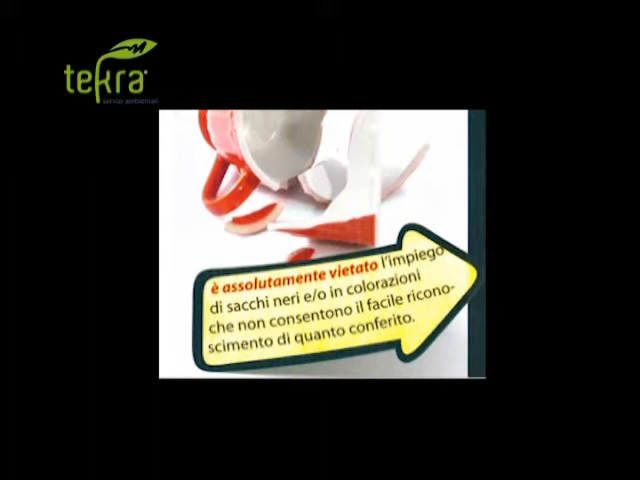 tekra
servizi ambientali
è assolutamente vietato l'impiego
di sacchi neri e/o in colorazioni
che non consentono il facile ricono-
scimento di quanto conferito.